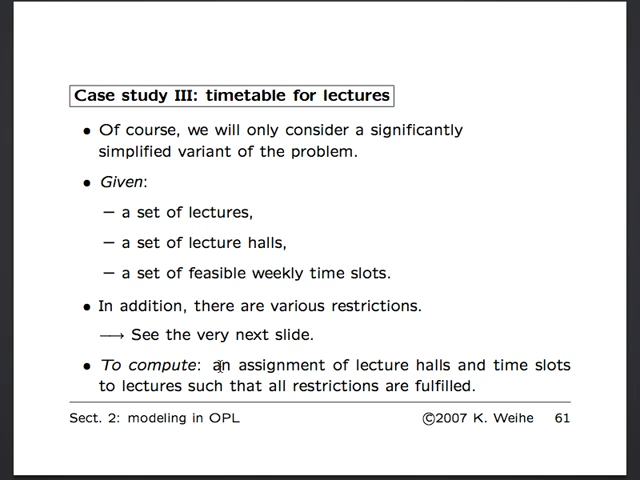 Case study III: timetable for lectures
• Of course, we will only consider a significantly
simplified variant of the problem.
• Given:
– a set of lectures,
– a set of lecture halls,
– a set of feasible weekly time slots.
• In addition, there are various restrictions.
⟶ See the very next slide.
• To compute: an assignment of lecture halls and time slots
to lectures such that all restrictions are fulfilled.
Sect. 2: modeling in OPL ©2007 K. Weihe 61